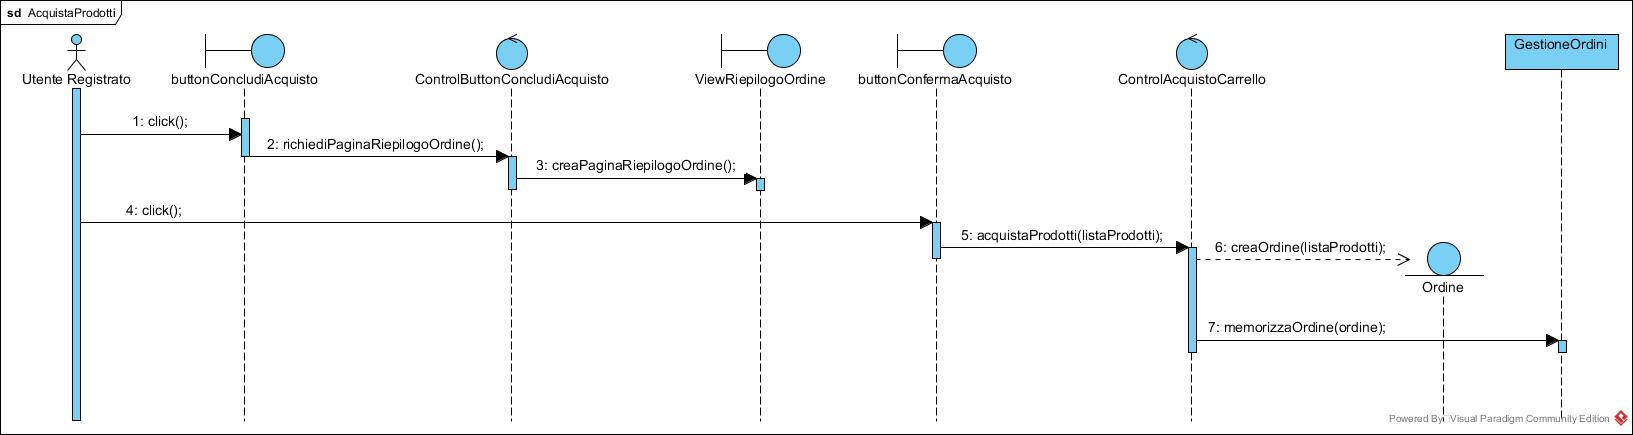 sd AcquistaProdotti
Utente Registrato
buttonConcludiAcquisto
ControlButtonConcludiAcquisto
ViewRiepilogoOrdine
buttonConfermaAcquisto
ControlAcquistoCarrello
GestioneOrdini
1: click();
2: richiediPaginaRiepilogoOrdine();
3: creaPaginaRiepilogoOrdine();
4: click();
5: acquistaProdotti(listaProdotti);
6: creaOrdine(listaProdotti);
Ordine
7: memorizzaOrdine(ordine);
Powered By Visual Paradigm Community Edition